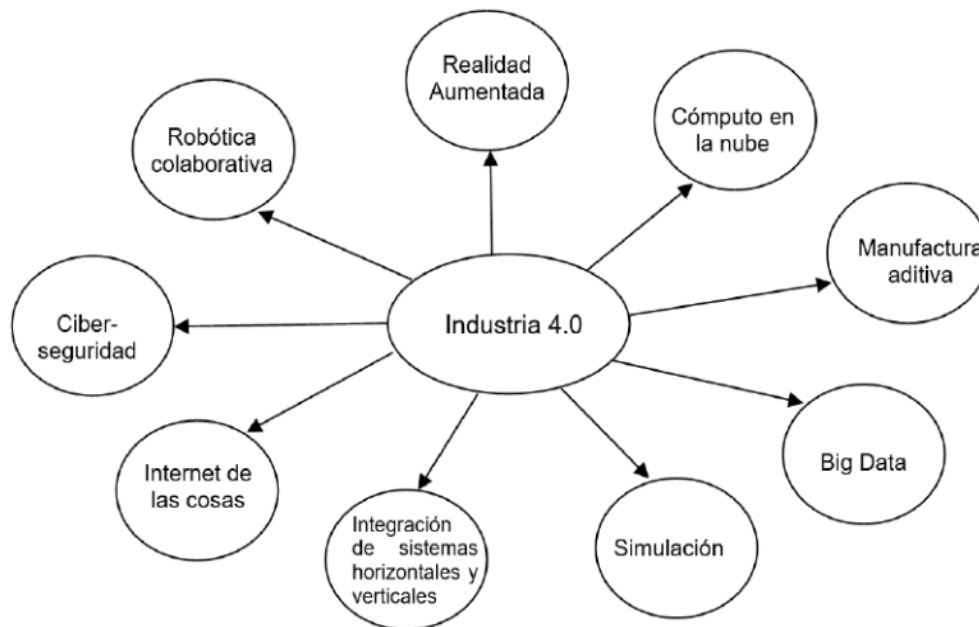 Realidad
Aumentada
Cómputo en
la nube
Robótica
colaborativa
Manufactura
aditiva
Industria 4.0
Ciber-
seguridad
Big Data
Internet de
las cosas
Integración
de sistemas
horizontales y
verticales
Simulación